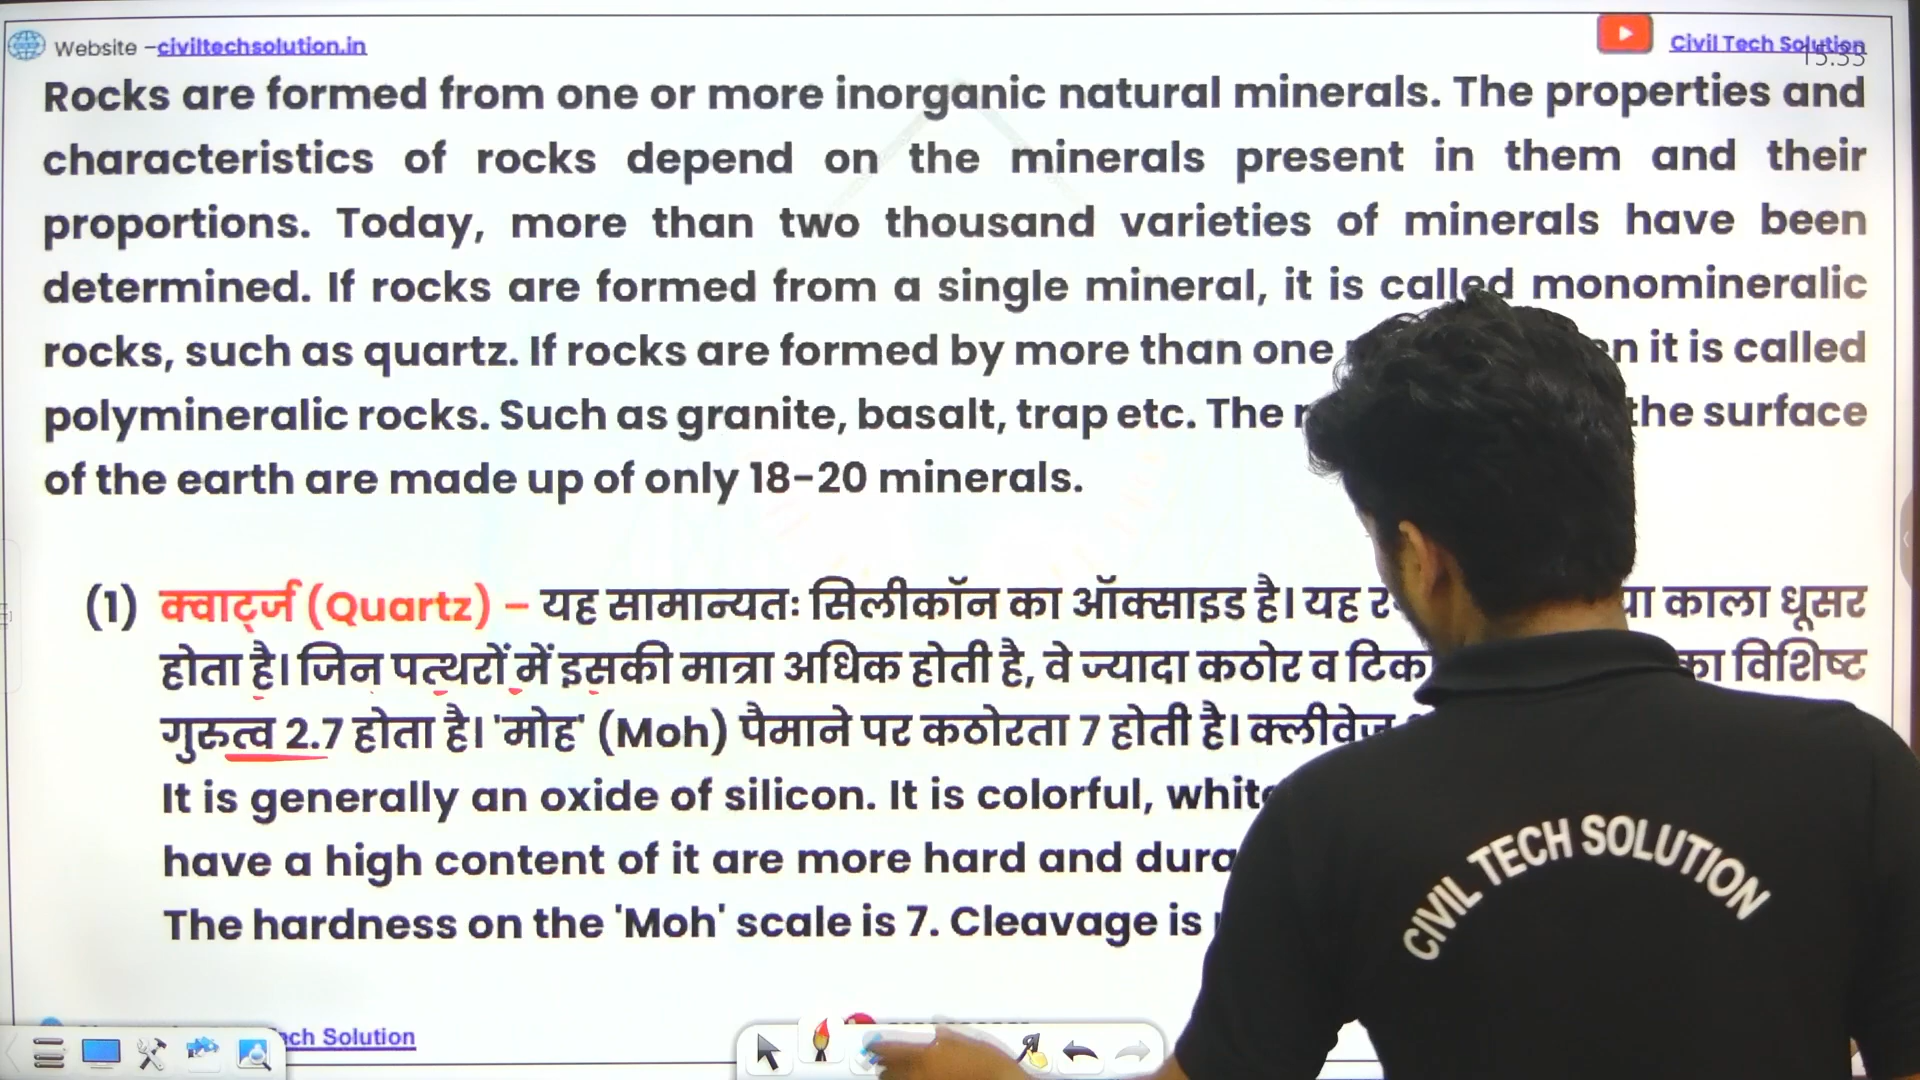 Website –civiltechsolution.in
Civil Tech Solution
15:35
Rocks are formed from one or more inorganic natural minerals. The properties and
characteristics of rocks depend on the minerals present in them and their
proportions. Today, more than two thousand varieties of minerals have been
determined. If rocks are formed from a single mineral, it is called monomineralic
rocks, such as quartz. If rocks are formed by more than one it is called
polymineralic rocks. Such as granite, basalt, trap etc. The the surface
of the earth are made up of only 18-20 minerals.
(1) क्वार्ट्ज (Quartz) – यह सामान्यतः सिलीकॉन का ऑक्साइड है। यह काला धूसर
होता है। जिन पत्थरों में इसकी मात्रा अधिक होती है, वे ज्यादा कठोर व विशिष्ट
गुरुत्व 2.7 होता है। 'मोह' (Moh) पैमाने पर कठोरता 7 होती है। क्लीवेज
It is generally an oxide of silicon. It is colorful,
have a high content of it are more hard and
The hardness on the 'Moh' scale is 7. Cleavage is
Solution
CIVIL TECH SOLUTION